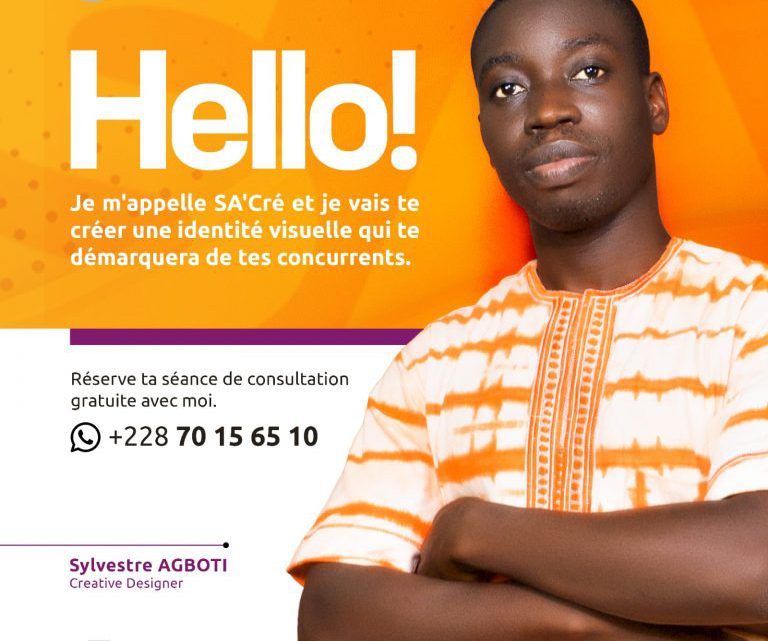 Hello!
Je m'appelle SA'Cré et je vais te
créer une identité visuelle qui te
démarquera de tes concurrents.
Réserve ta séance de consultation
gratuite avec moi.
+228 70 15 65 10
Sylvestre AGBOTI
Creative Designer